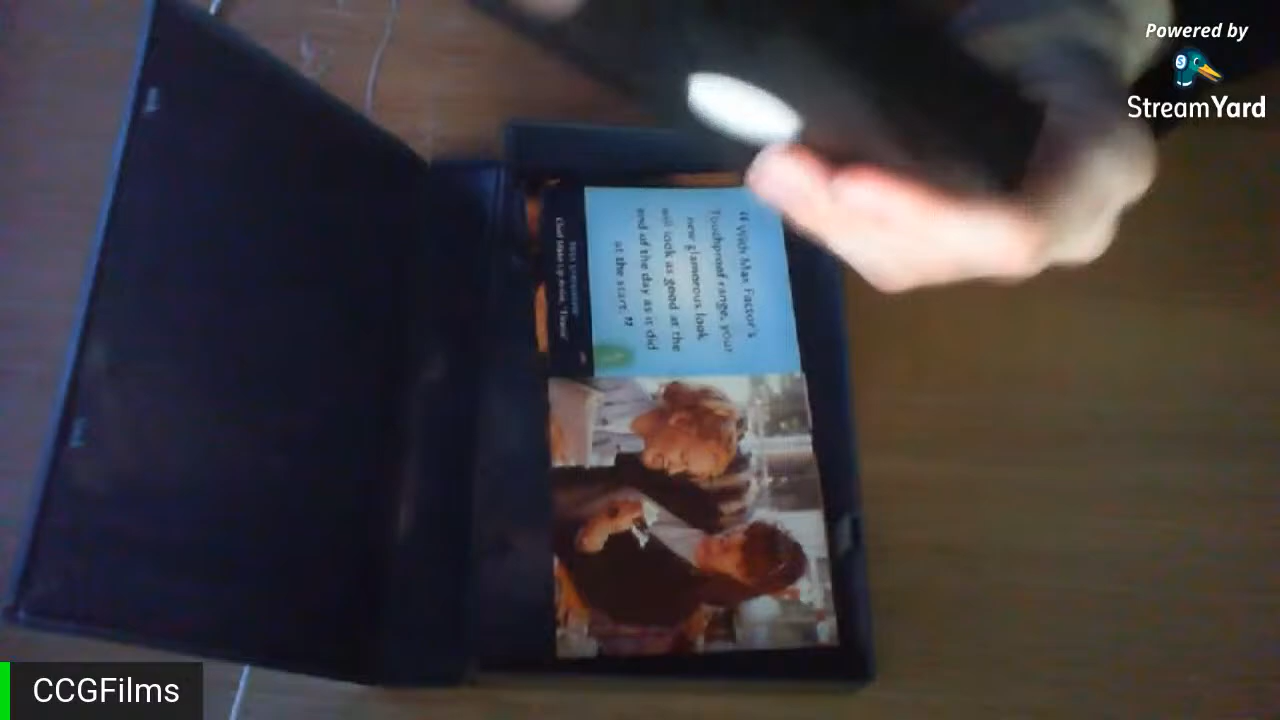 Powered by
StreamYard
“ With Max Factor's
Touchproof range, your
new glamorous look
will look as good at the
end of the day as it did
at the start. ”
CCGFilms